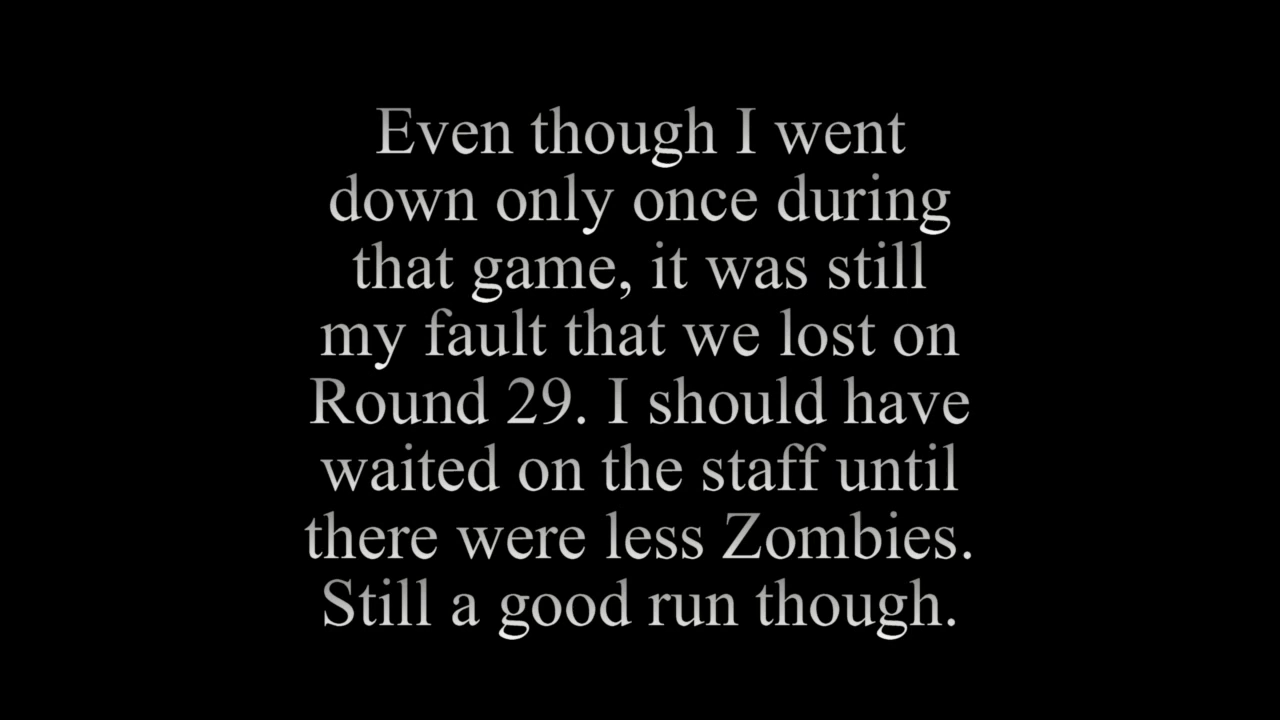 Even though I went
down only once during
that game, it was still
my fault that we lost on
Round 29. I should have
waited on the staff until
there were less Zombies.
Still a good run though.